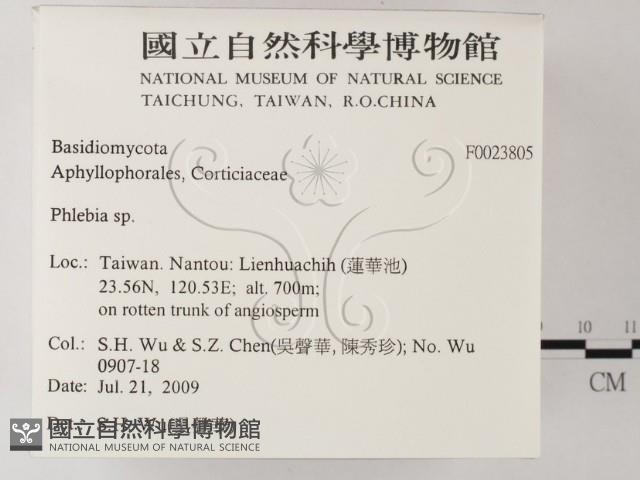 國立自然科學博物館
NATIONAL MUSEUM OF NATURAL SCIENCE
TAICHUNG, TAIWAN, R.O.CHINA
Basidiomycota
F0023805
Aphyllophorales, Corticiaceae
Phlebia sp.
Loc.: Taiwan. Nantou: Lienhuachih (蓮華池)
23.56N, 120.53E; alt. 700m;
on rotten trunk of angiosperm
Col.: S.H. Wu & S.Z. Chen(吳聲華, 陳秀珍); No. Wu
0907-18
Date: Jul. 21, 2009
國立自然科學博物館
NATIONAL MUSEUM OF NATURAL SCIENCE
10 11
CM